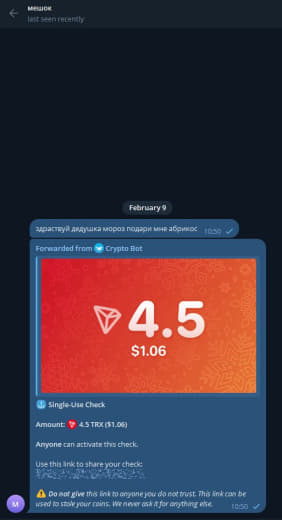 мешок
last seen recently
February 9
здраствуй дедушка мороз подари мне абрикос
10:50
Forwarded from Crypto Bot
4.5
$1.06
Single-Use Check
Amount: 4.5 TRX ($1.06)
Anyone can activate this check.
Use this link to share your check:
Do not give this link to anyone you do not trust. This link can be
used to stole your coins. We never ask it for anything else.
10:50
M